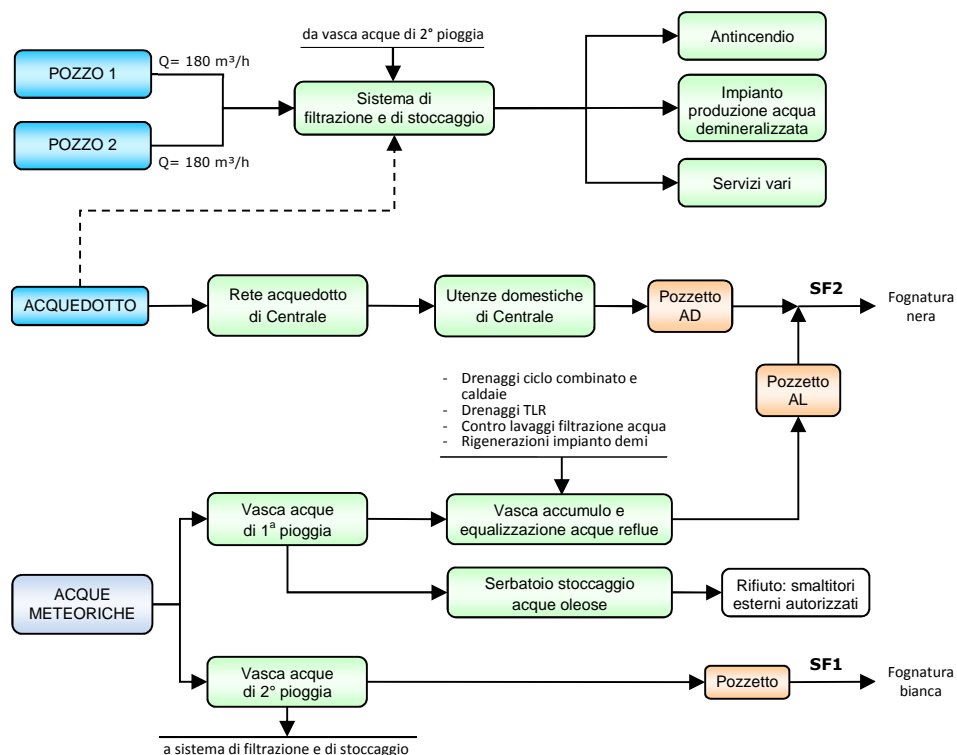 da vasca acque di 2° pioggia
POZZO 1
Q= 180 m³/h
POZZO 2
Q= 180 m³/h
Sistema di
filtrazione e di stoccaggio
Antincendio
Impianto
produzione acqua
demineralizzata
Servizi vari
ACQUEDOTTO
Rete acquedotto
di Centrale
Utenze domestiche
di Centrale
Pozzetto
AD
SF2
Fognatura
nera
Pozzetto
AL
- Drenaggi ciclo combinato e
caldaie
- Drenaggi TLR
- Contro lavaggi filtrazione acqua
- Rigenerazioni impianto demi
ACQUE
METEORICHE
Vasca acque
di 1ª pioggia
Vasca accumulo e
equalizzazione acque reflue
Serbatoio stoccaggio
acque oleose
Rifiuto: smaltitori
esterni autorizzati
Vasca acque
di 2° pioggia
Pozzetto
SF1
Fognatura
bianca
a sistema di filtrazione e di stoccaggio